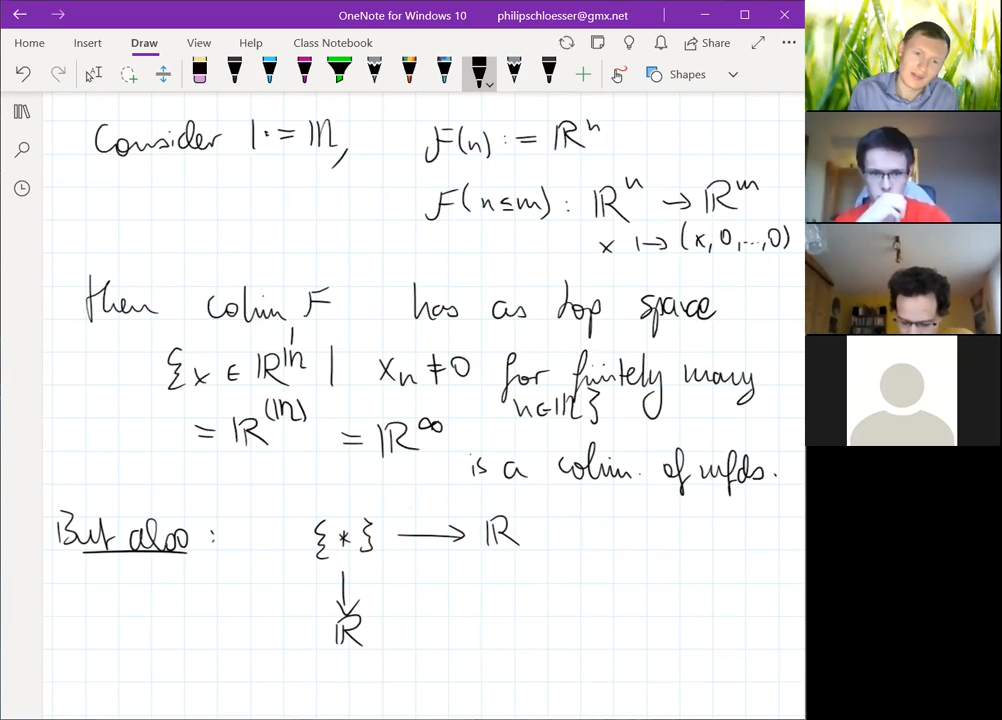 OneNote for Windows 10 philipschloesser@gmx.net
Home Insert Draw View Help Class Notebook Share
Shapes
Consider I := ℕ, F(n) := ℝⁿ
F(n≤m) : ℝⁿ → ℝᵐ
x ↦ (x, 0, ..., 0)
then colim F has as top space
{x ∈ ℝ^ℕ | xₙ ≠ 0 for finitely many
n∈ℕ}
= ℝ^(ℕ) = ℝ^∞
is a colim. of mfds.
But also : {*} → ℝ
↓
ℝ